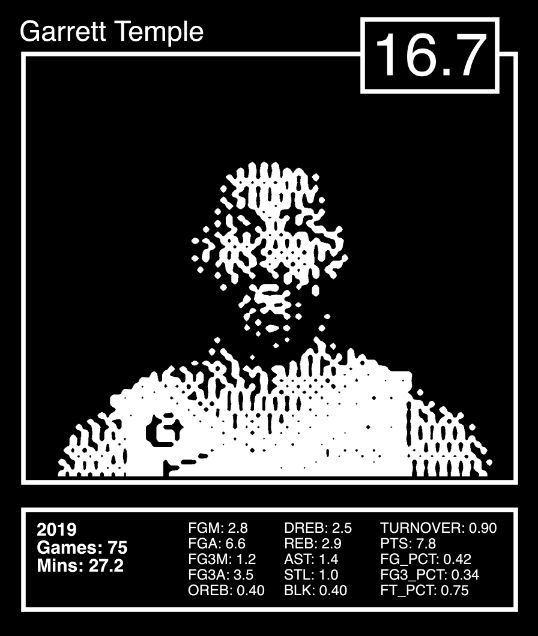 Garrett Temple
16.7
2019
Games: 75
Mins: 27.2
FGM: 2.8
FGA: 6.6
FG3M: 1.2
FG3A: 3.5
OREB: 0.40
DREB: 2.5
REB: 2.9
AST: 1.4
STL: 1.0
BLK: 0.40
TURNOVER: 0.90
PTS: 7.8
FG_PCT: 0.42
FG3_PCT: 0.34
FT_PCT: 0.75